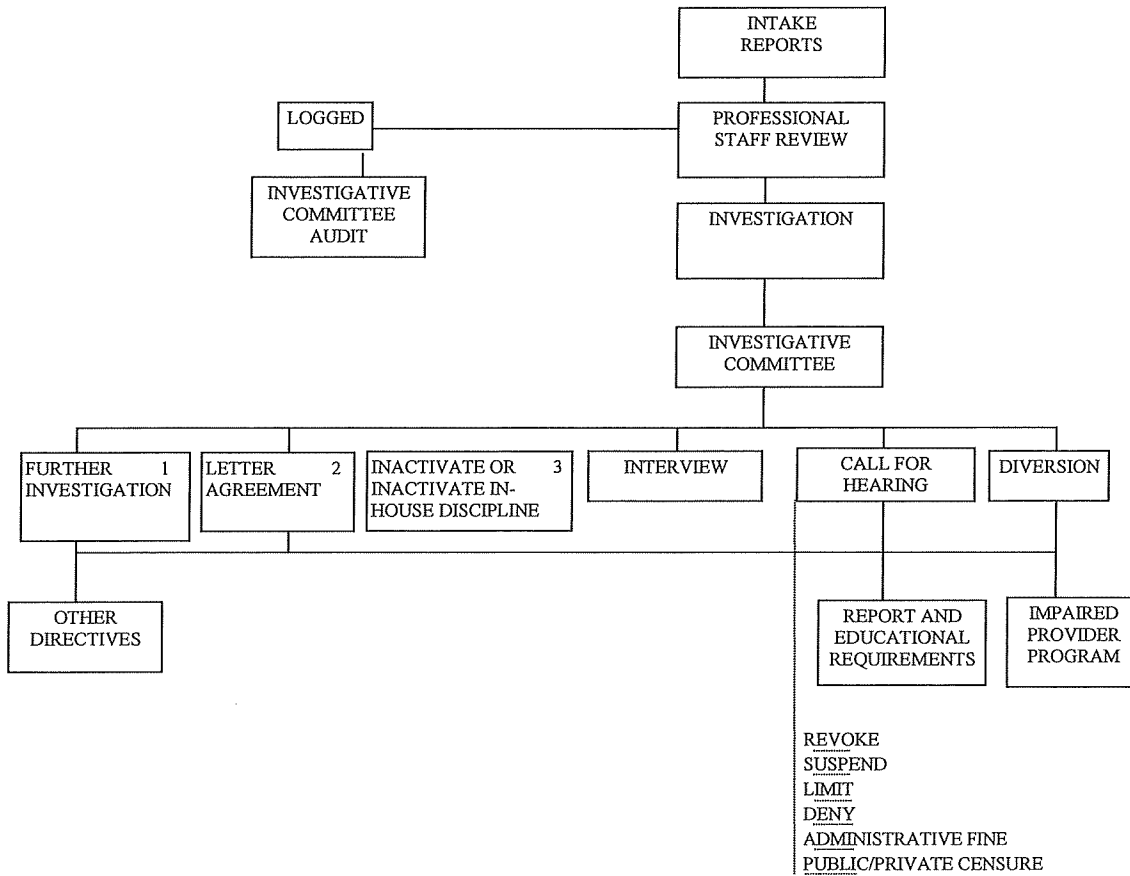 INTAKE
REPORTS
LOGGED
PROFESSIONAL
STAFF REVIEW
INVESTIGATIVE
COMMITTEE
AUDIT
INVESTIGATION
INVESTIGATIVE
COMMITTEE
FURTHER 1
INVESTIGATION
LETTER 2
AGREEMENT
INACTIVATE OR 3
INACTIVATE IN-
HOUSE DISCIPLINE
INTERVIEW
CALL FOR
HEARING
DIVERSION
OTHER
DIRECTIVES
REPORT AND
EDUCATIONAL
REQUIREMENTS
IMPAIRED
PROVIDER
PROGRAM
REVOKE
SUSPEND
LIMIT
DENY
ADMINISTRATIVE FINE
PUBLIC/PRIVATE CENSURE